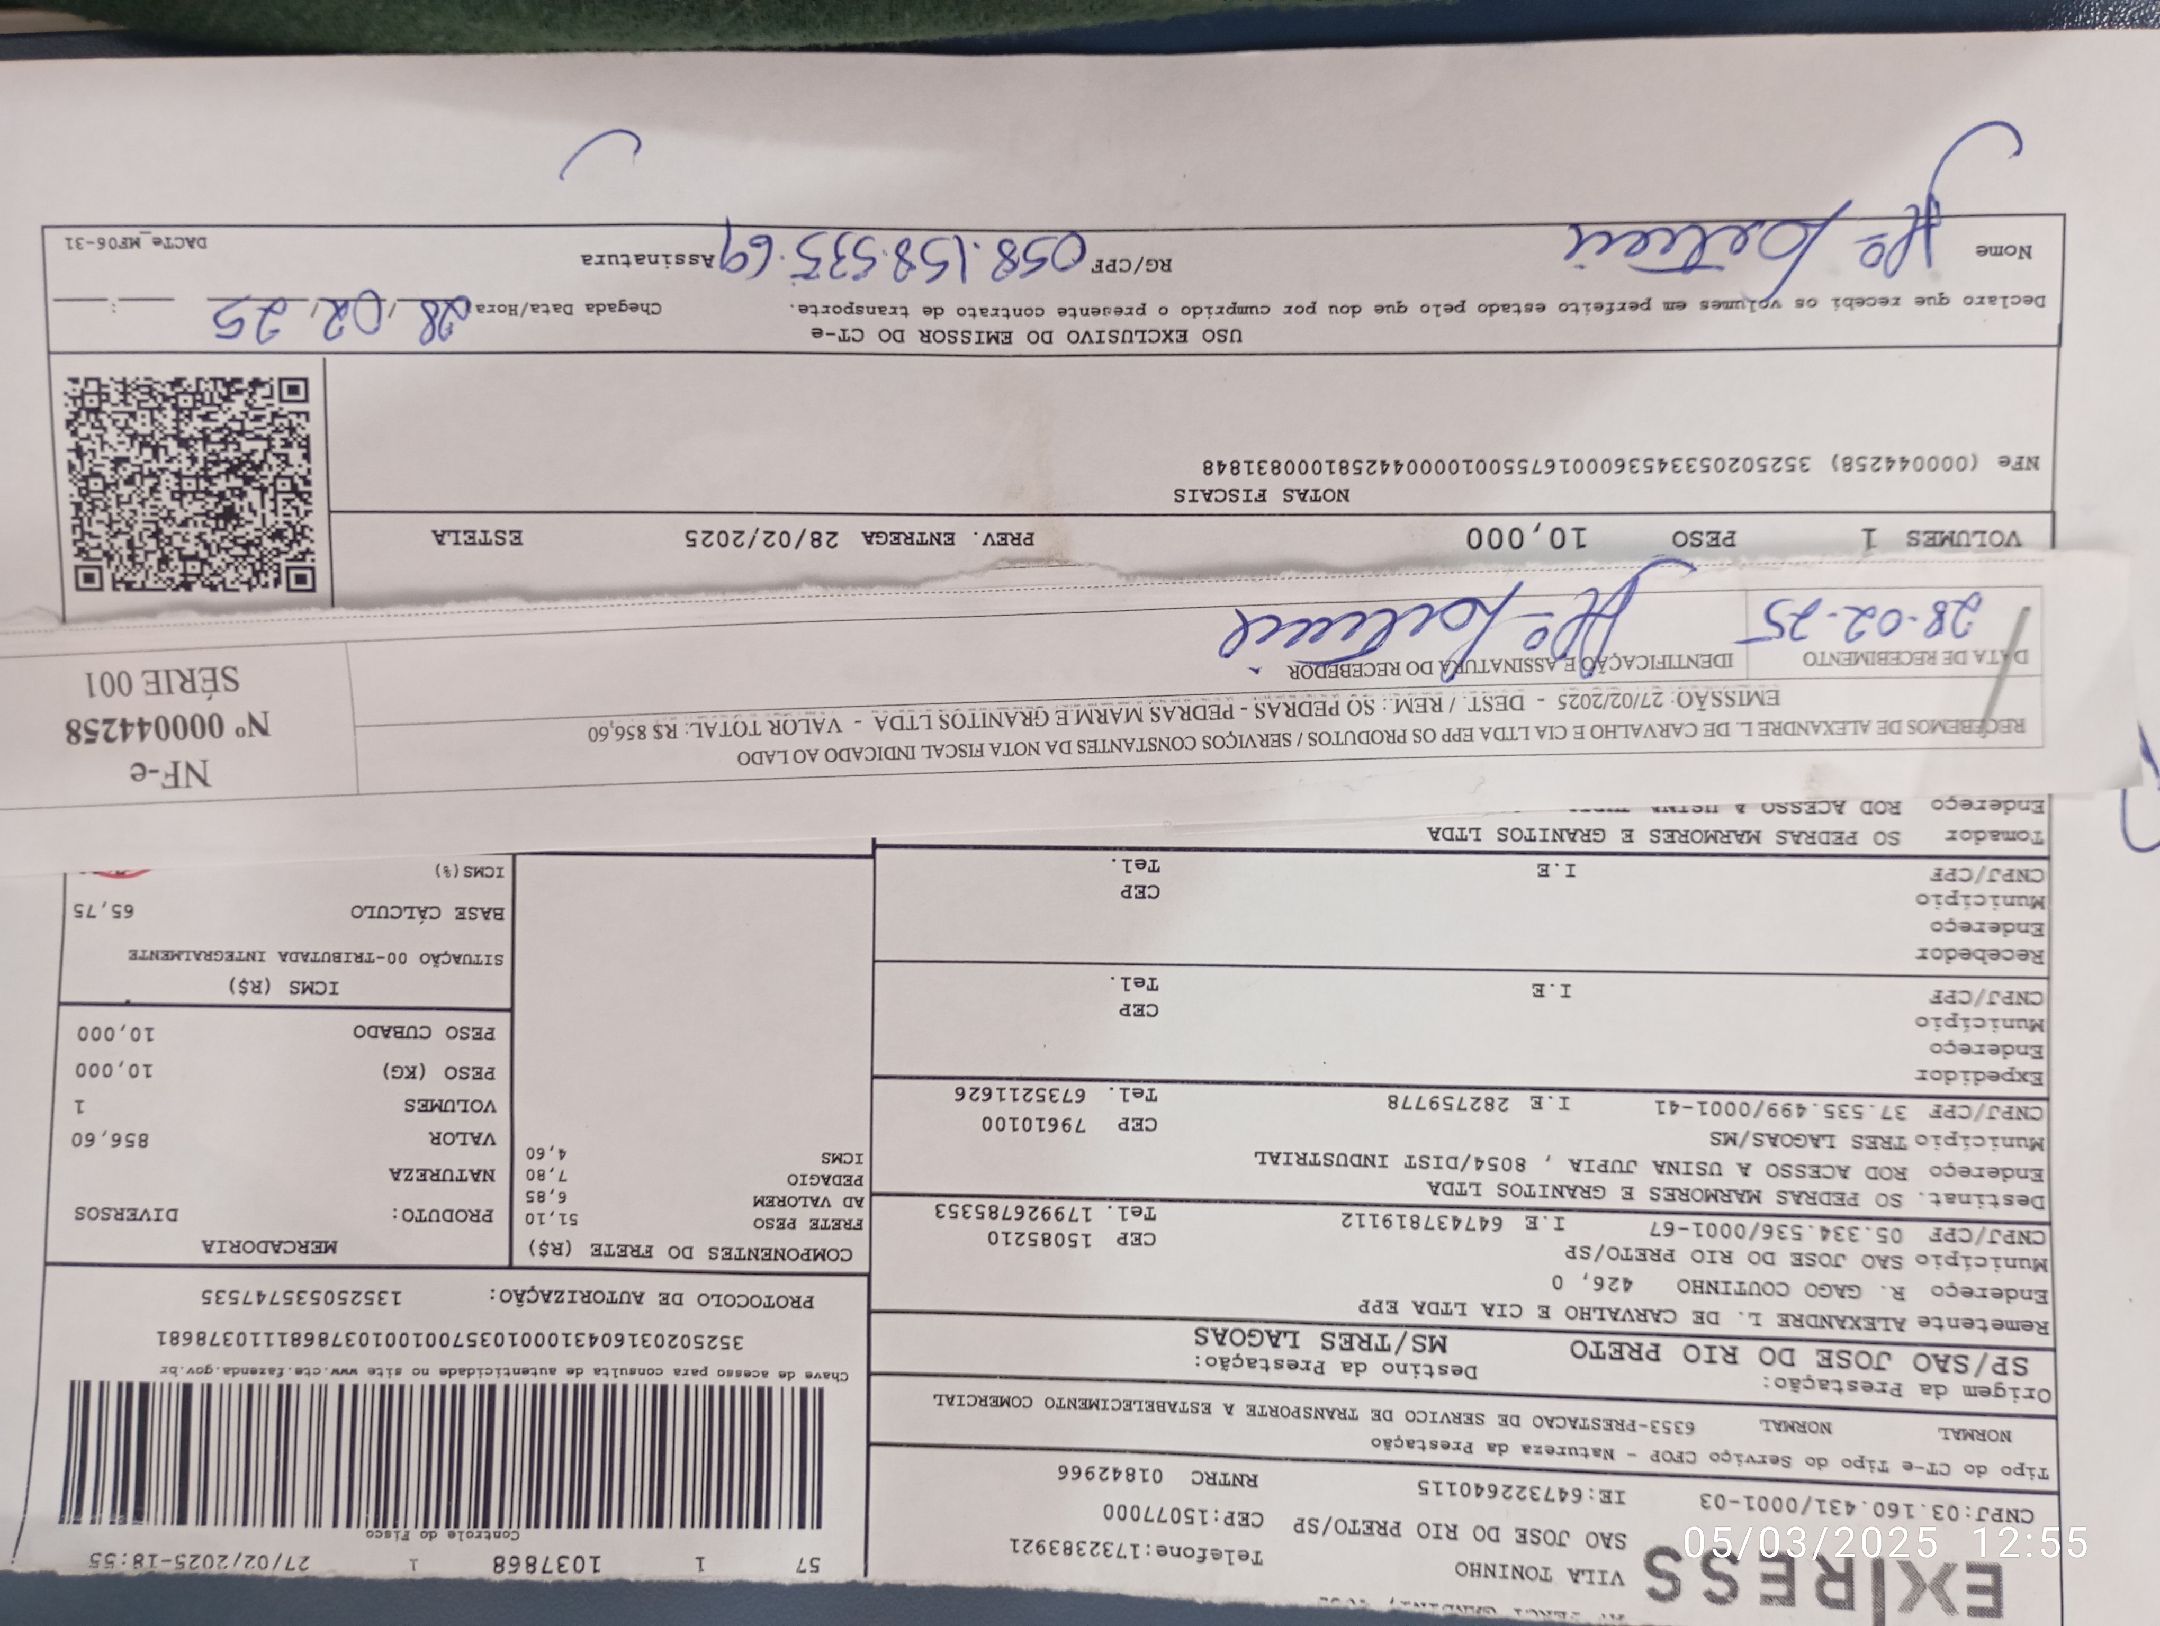 EXPRESS
VILA TONINHO Telefone:1732383921
SAO JOSE DO RIO PRETO/SP CEP:15077000
CNPJ:03.160.431/0001-03 IE:647322640115 RNTRC 01842966
57 1 1037868 1 27/02/2025-18:55
Controle do Fisco
Chave de acesso para consulta de autenticidade no site www.cte.fazenda.gov.br
PROTOCOLO DE AUTORIZAÇÃO: 135250535747535
Tipo do CT-e Tipo do Serviço CFOP - Natureza da Prestação
NORMAL NORMAL 6353-PRESTACAO DE SERVICO DE TRANSPORTE A ESTABELECIMENTO COMERCIAL
Origem da Prestação: Destino da Prestação:
SP/SAO JOSE DO RIO PRETO MS/TRES LAGOAS
Remetente ALEXANDRE L. DE CARVALHO E CIA LTDA EPP
Endereço R. GAGO COUTINHO 426, 0
Município SAO JOSE DO RIO PRETO/SP CEP 15085210
CNPJ/CPF 05.334.536/0001-67 I.E 647437819112 Tel. 17992678535​3
Destinat. SO PEDRAS MARMORES E GRANITOS LTDA
Endereço ROD ACESSO A USINA JUPIA , 8054/DIST INDUSTRIAL
Município TRES LAGOAS/MS CEP 79610100
CNPJ/CPF 37.535.499/0001-41 I.E 282759778 Tel. 6735211626
Expedidor
Endereço
Município CEP
CNPJ/CPF I.E Tel.
Recebedor
Endereço
Município CEP
CNPJ/CPF I.E Tel.
Tomador SO PEDRAS MARMORES E GRANITOS LTDA
Endereço ROD ACESSO A USINA
COMPONENTES DO FRETE (R$)
FRETE PESO 51,10
AD VALOREM 6,85
PEDAGIO 7,80
ICMS 4,60
MERCADORIA
PRODUTO: DIVERSOS
NATUREZA
VALOR 856,60
VOLUMES 1
PESO (KG) 10,000
PESO CUBADO 10,000
ICMS (R$)
SITUAÇÃO 00-TRIBUTADA INTEGRALMENTE
BASE CÁLCULO 65,75
ICMS(%)
RECEBEMOS DE ALEXANDRE L. DE CARVALHO E CIA LTDA EPP OS PRODUTOS / SERVIÇOS CONSTANTES DA NOTA FISCAL INDICADO AO LADO
EMISSÃO: 27/02/2025 - DEST. / REM.: SO PEDRAS - PEDRAS MARM E GRANITOS LTDA - VALOR TOTAL: R$ 856,60
DATA DE RECEBIMENTO IDENTIFICAÇÃO E ASSINATURA DO RECEBEDOR
28-02-25
NF-e
Nº 000044258
SÉRIE 001
VOLUMES 1 PESO 10,000 PREV. ENTREGA 28/02/2025 ESTELA
NOTAS FISCAIS
NFe (000044258) 35250205334536000167550010000442581000831848
USO EXCLUSIVO DO EMISSOR DO CT-e
Declaro que recebi os volumes em perfeito estado pelo que dou por cumprido o presente contrato de transporte. Chegada Data/Hora 28/02/25 :
Nome RG/CPF 058.158.535.69 Assinatura
DACTe_MF06-31
05/03/2025 12:55